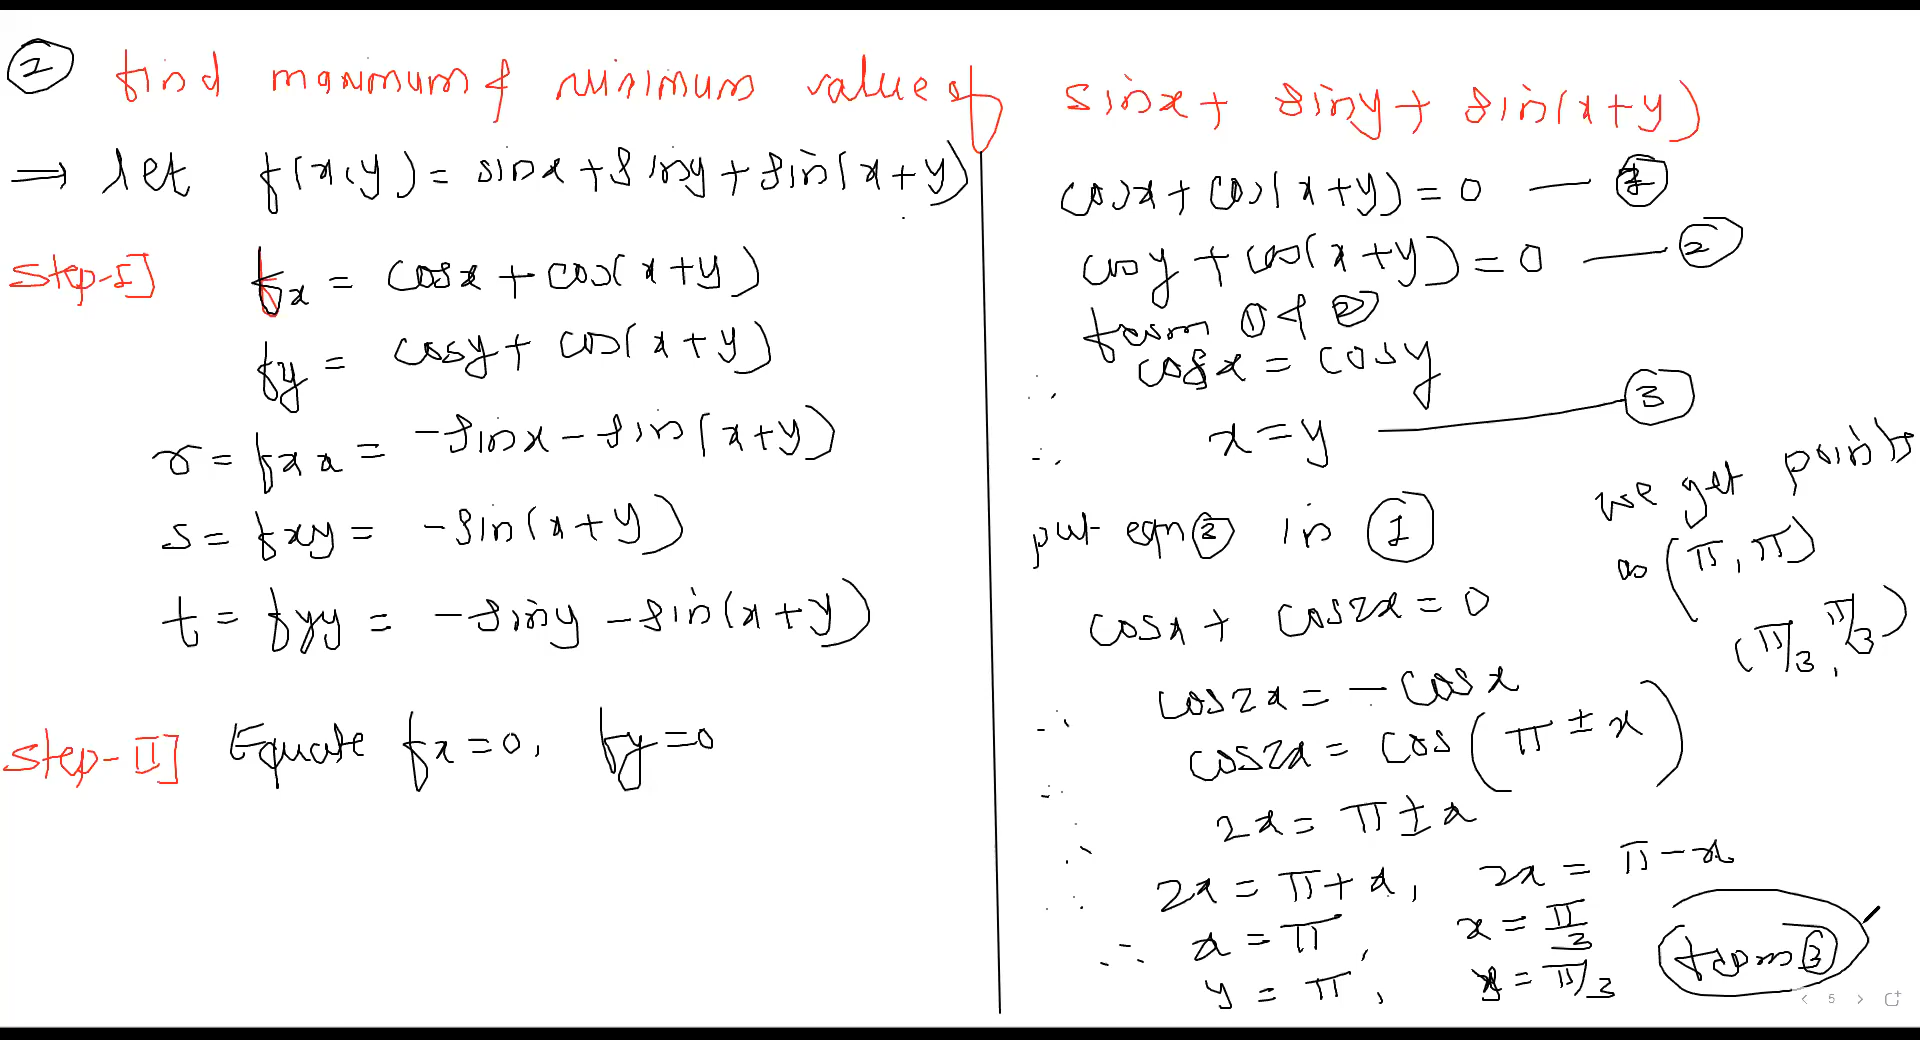 ② find maximum & minimum value of sinx + siny + sin(x+y)
⇒ let f(x,y) = sinx + siny + sin(x+y)
Step-I] fx = cosx + cos(x+y)
fy = cosy + cos(x+y)
r = fxx = -sinx - sin(x+y)
s = fxy = -sin(x+y)
t = fyy = -siny - sin(x+y)
Step-II] Equate fx=0, fy=0
cosx + cos(x+y) = 0 — ①
cosy + cos(x+y) = 0 — ②
from ① & ②
∴ cosx = cosy
∴ x = y — ③
put eqn ③ in ①
cosx + cos2x = 0
∴ cos2x = -cosx
∴ cos2x = cos(π ± x)
∴ 2x = π ± x
∴ 2x = π + x, 2x = π - x
∴ x = π, x = π/3
y = π, y = π/3 from ③
we get points
as (π, π)
(π/3, π/3)
5